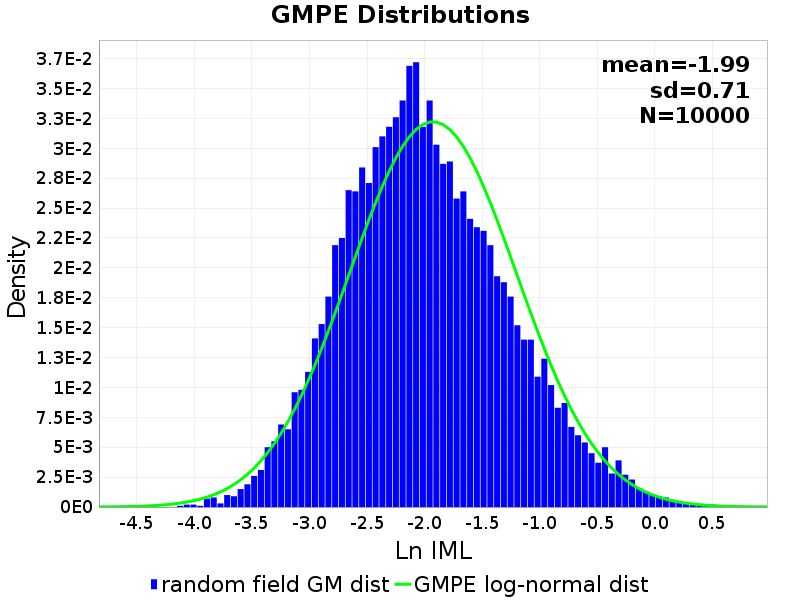 GMPE Distributions
mean=-1.99
sd=0.71
N=10000
3.7E-2
3.5E-2
3.3E-2
3E-2
2.8E-2
2.5E-2
2.2E-2
2E-2
1.8E-2
1.5E-2
1.3E-2
1E-2
7.5E-3
5E-3
2.5E-3
0E0
Density
-4.5 -4.0 -3.5 -3.0 -2.5 -2.0 -1.5 -1.0 -0.5 0.0 0.5
Ln IML
random field GM dist GMPE log-normal dist